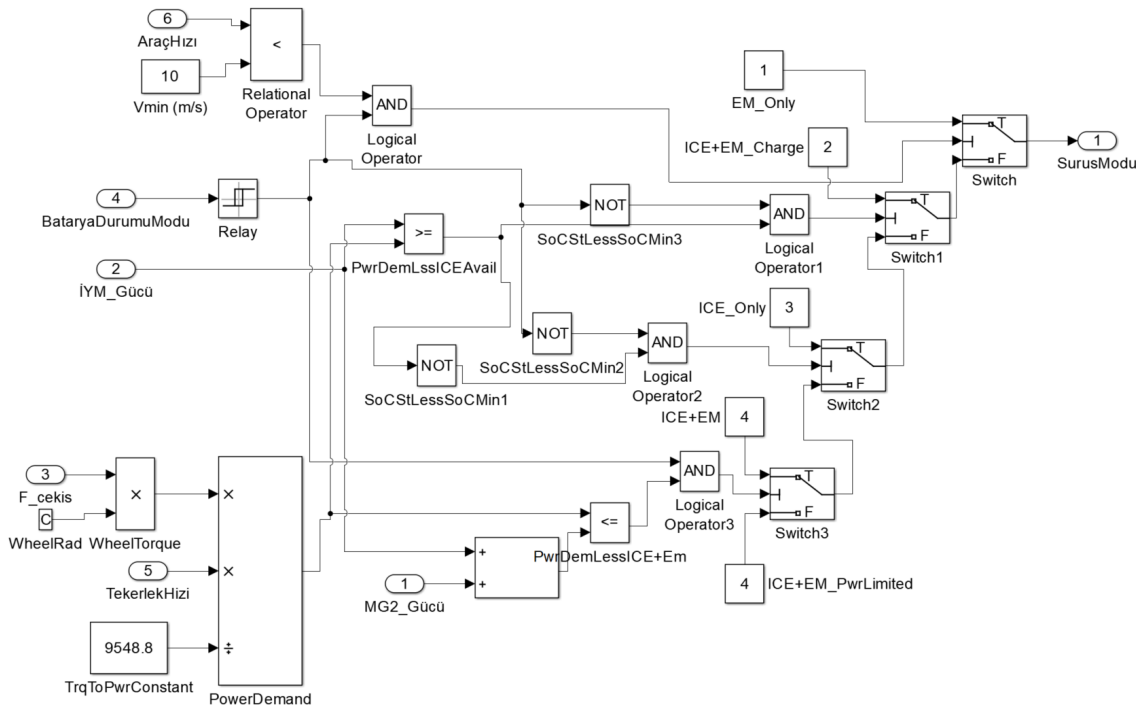 6
AraçHızı
10
Vmin (m/s)
<
Relational
Operator
AND
Logical
Operator
1
EM_Only
ICE+EM_Charge
2
T
F
Switch
1
SurusModu
4
BataryaDurumuModu
Relay
2
İYM_Gücü
>=
PwrDemLssICEAvail
NOT
SoCStLessSoCMin3
AND
Logical
Operator1
T
F
Switch1
NOT
SoCStLessSoCMin1
NOT
SoCStLessSoCMin2
AND
Logical
Operator2
ICE_Only
3
T
F
Switch2
ICE+EM
4
3
F_cekis
C
WheelRad
×
WheelTorque
5
TekerlekHizi
9548.8
TrqToPwrConstant
×
×
÷
PowerDemand
1
MG2_Gücü
+
+
<=
PwrDemLessICE+Em
AND
Logical
Operator3
T
F
Switch3
4
ICE+EM_PwrLimited